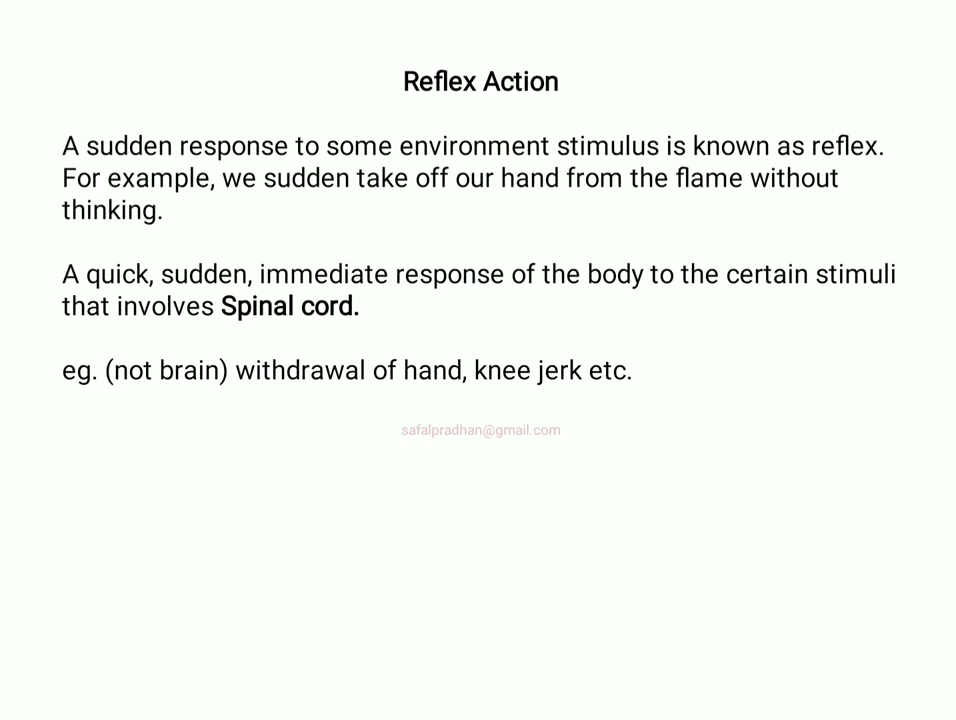 Reflex Action
A sudden response to some environment stimulus is known as reflex.
For example, we sudden take off our hand from the flame without
thinking.
A quick, sudden, immediate response of the body to the certain stimuli
that involves Spinal cord.
eg. (not brain) withdrawal of hand, knee jerk etc.
safalpradhan@gmail.com